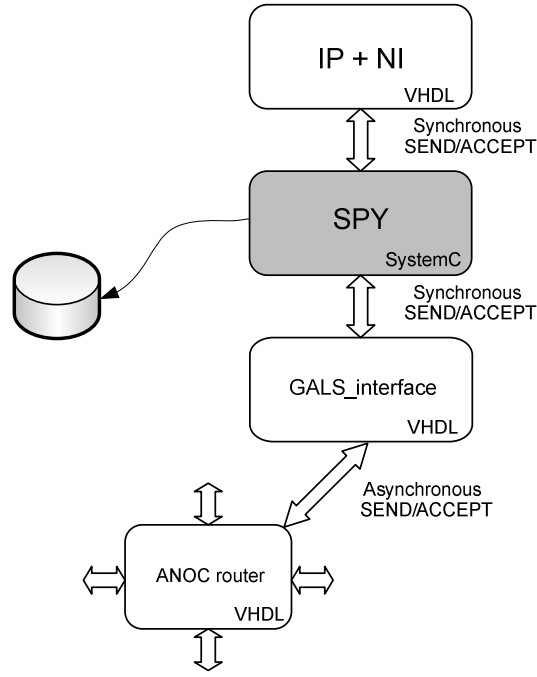 IP + NI
VHDL
Synchronous
SEND/ACCEPT
SPY
SystemC
Synchronous
SEND/ACCEPT
GALS_interface
VHDL
Asynchronous
SEND/ACCEPT
ANOC router
VHDL